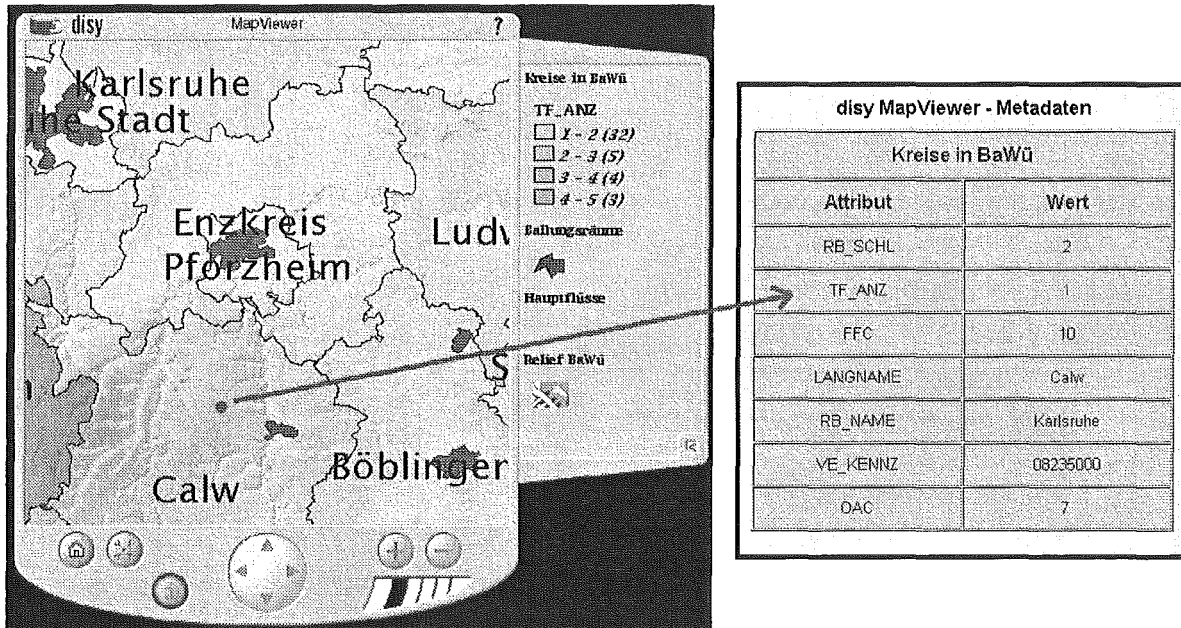 disy
MapViewer
?
Karlsruhe
uhe Stadt
Enzkreis
Pforzheim
Ludw
Calw
Böblinger
S
Kreise in BaWü
TF_ANZ
1 - 2 (32)
2 - 3 (5)
3 - 4 (4)
4 - 5 (3)
Ballungsräume
Hauptflüsse
Relief BaWü
disy MapViewer - Metadaten
Kreise in BaWü
Attribut Wert
RB_SCHL 2
TF_ANZ 1
FFC 10
LANGNAME Calw
RB_NAME Karlsruhe
VE_KENNZ 08235000
OAC 7